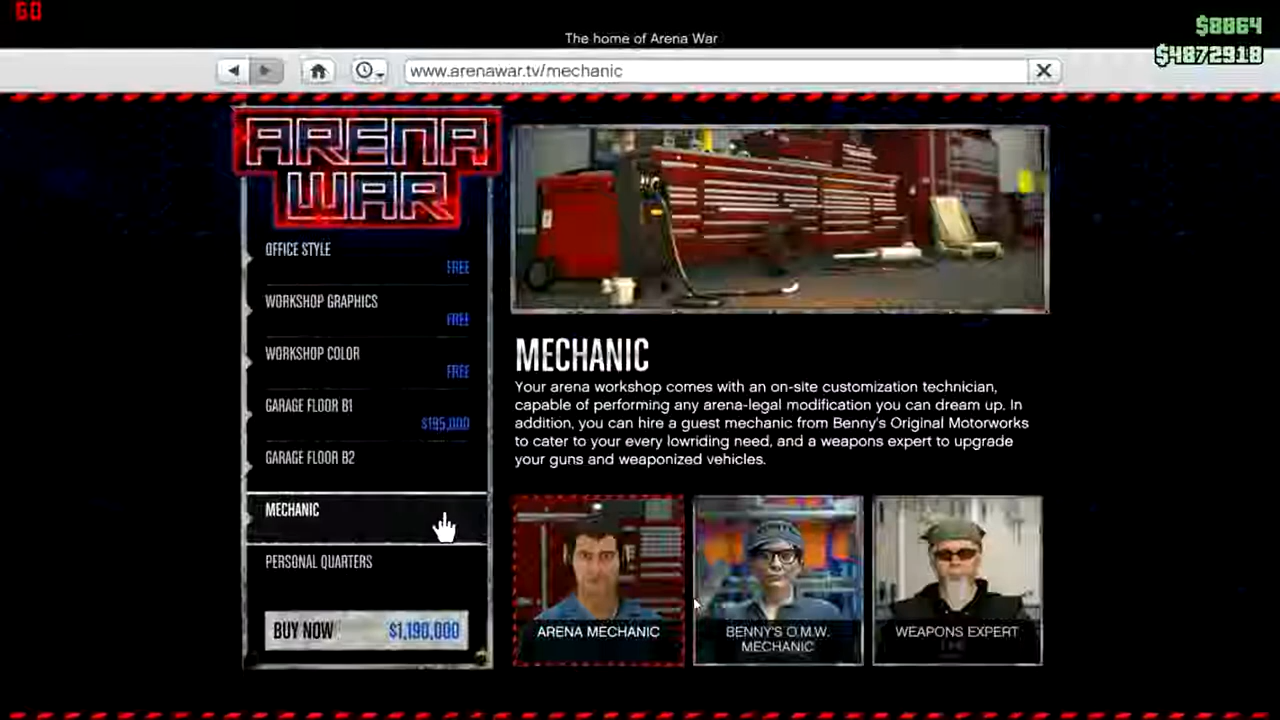 60
$8864
The home of Arena War
$4872918
www.arenawar.tv/mechanic
ARENA
WAR
OFFICE STYLE
FREE
WORKSHOP GRAPHICS
FREE
WORKSHOP COLOR
FREE
GARAGE FLOOR B1
$195,000
GARAGE FLOOR B2
MECHANIC
PERSONAL QUARTERS
BUY NOW $1,190,000
MECHANIC
Your arena workshop comes with an on-site customization technician,
capable of performing any arena-legal modification you can dream up. In
addition, you can hire a guest mechanic from Benny's Original Motorworks
to cater to your every lowriding need, and a weapons expert to upgrade
your guns and weaponized vehicles.
ARENA MECHANIC
BENNY'S O.M.W.
MECHANIC
WEAPONS EXPERT